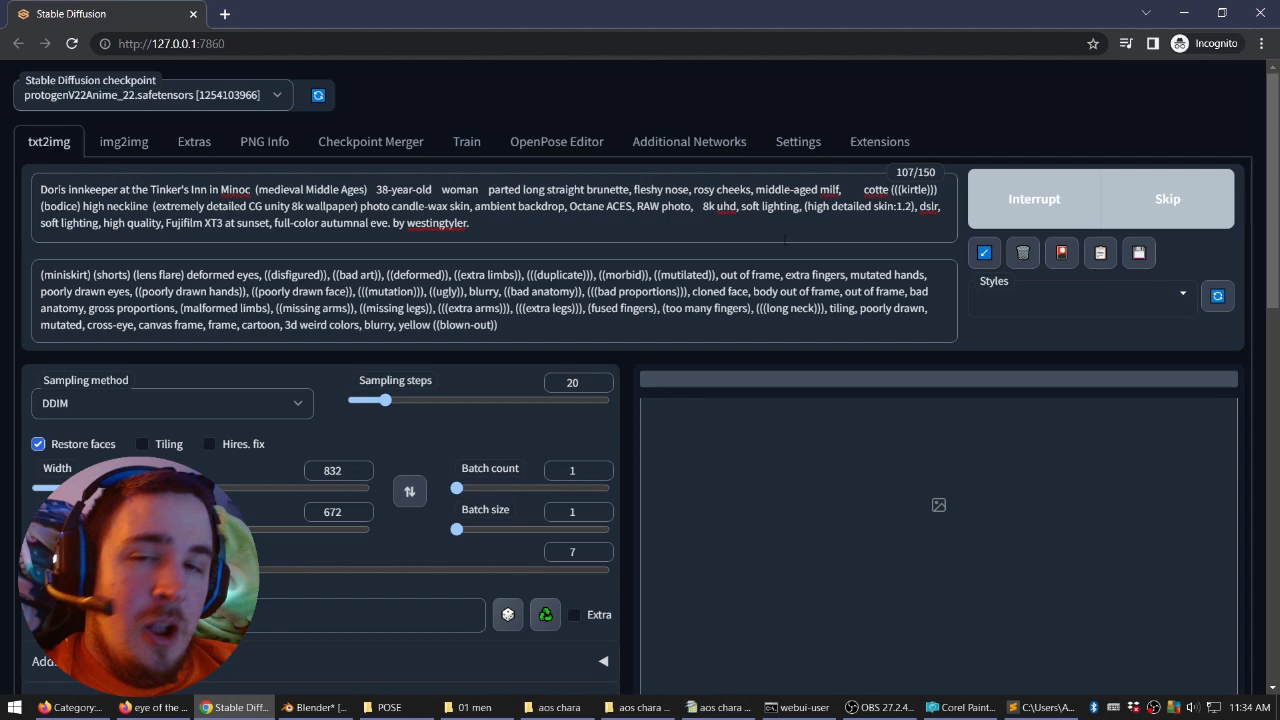 Stable Diffusion
http://127.0.0.1:7860
Incognito
Stable Diffusion checkpoint
protogenV22Anime_22.safetensors [1254103966]
txt2img
img2img
Extras
PNG Info
Checkpoint Merger
Train
OpenPose Editor
Additional Networks
Settings
Extensions
107/150
Doris innkeeper at the Tinker's Inn in Minoc (medieval Middle Ages) 38-year-old woman parted long straight brunette, fleshy nose, rosy cheeks, middle-aged milf, cotte (((kirtle)))
(bodice) high neckline (extremely detailed CG unity 8k wallpaper) photo candle-wax skin, ambient backdrop, Octane ACES, RAW photo, 8k uhd, soft lighting, (high detailed skin:1.2), dslr,
soft lighting, high quality, Fujifilm XT3 at sunset, full-color autumnal eve. by westingtyler.
Interrupt
Skip
(miniskirt) (shorts) (lens flare) deformed eyes, ((disfigured)), ((bad art)), ((deformed)), ((extra limbs)), (((duplicate))), ((morbid)), ((mutilated)), out of frame, extra fingers, mutated hands,
poorly drawn eyes, ((poorly drawn hands)), ((poorly drawn face)), (((mutation))), ((ugly)), blurry, ((bad anatomy)), (((bad proportions))), cloned face, body out of frame, out of frame, bad
anatomy, gross proportions, (malformed limbs), ((missing arms)), ((missing legs)), (((extra arms))), (((extra legs))), (fused fingers), (too many fingers), (((long neck))), tiling, poorly drawn,
mutated, cross-eye, canvas frame, frame, cartoon, 3d weird colors, blurry, yellow ((blown-out))
Styles
Sampling method
DDIM
Sampling steps
20
Restore faces
Tiling
Hires. fix
Width
832
Batch count
1
672
Batch size
1
7
Extra
Category:
eye of the
Stable Diff...
Blender* [
POSE
01 men
aos chara
aos chara
aos chara
webui-user
OBS 27.2.4
C:\Users\A...
Corel Paint...
11:34 AM